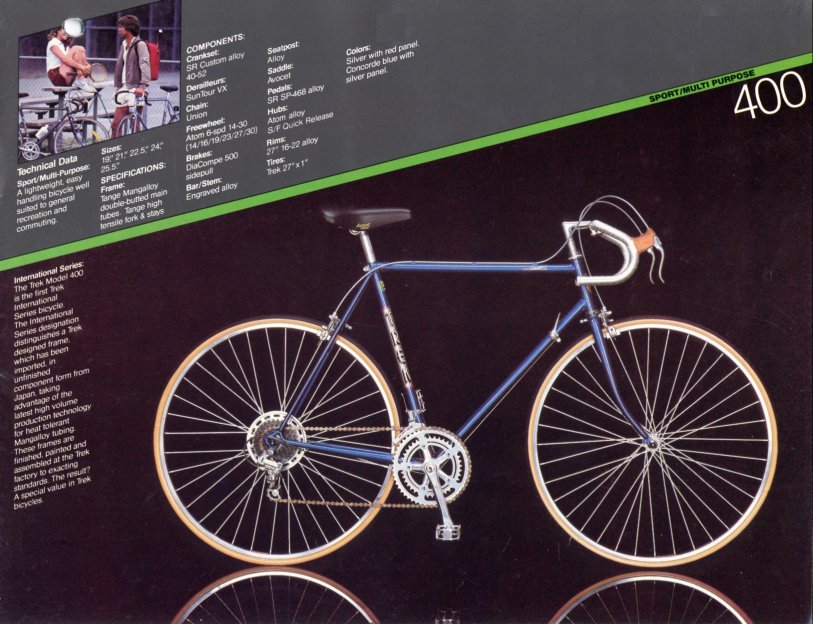 Technical Data
Sport/Multi-Purpose:
A lightweight, easy
handling bicycle well
suited to general
recreation and
commuting.
Sizes:
19," 21," 22.5," 24,"
25.5"
SPECIFICATIONS:
Frame:
Tange Mangalloy
double-butted main
tubes. Tange high
tensile fork & stays
COMPONENTS:
Crankset:
SR Custom alloy
40-52
Derailleurs:
SunTour VX
Chain:
Union
Freewheel:
Atom 6-spd 14-30
(14/16/19/23/27/30)
Brakes:
DiaCompe 500
sidepull
Bar/Stem:
Engraved alloy
Seatpost:
Alloy
Saddle:
Avocet
Pedals:
SR SP-468 alloy
Hubs:
Atom alloy
S/F Quick Release
Rims:
27" 16-22 alloy
Tires:
Trek 27" x 1"
Colors:
Silver with red panel.
Concorde blue with
silver panel.
SPORT/MULTI PURPOSE
400
International Series:
The Trek Model 400
is the first Trek
International
Series bicycle.
The International
Series designation
distinguishes a Trek
designed frame,
which has been
imported, in
unfinished
component form from
Japan, taking
advantage of the
latest high volume
production technology
for heat tolerant
Mangalloy tubing.
These frames are
finished, painted and
assembled at the Trek
factory to exacting
standards. The result?
A special value in Trek
bicycles.
TREK